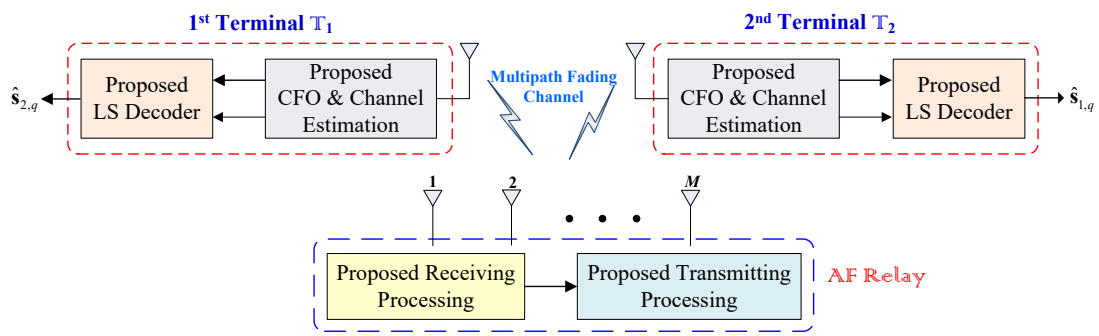 1st Terminal 𝕋1
2nd Terminal 𝕋2
Proposed
LS Decoder
Proposed
CFO & Channel
Estimation
Multipath Fading
Channel
Proposed
CFO & Channel
Estimation
Proposed
LS Decoder
ŝ2,q
ŝ1,q
1
2
• • •
M
Proposed Receiving
Processing
Proposed Transmitting
Processing
AF Relay